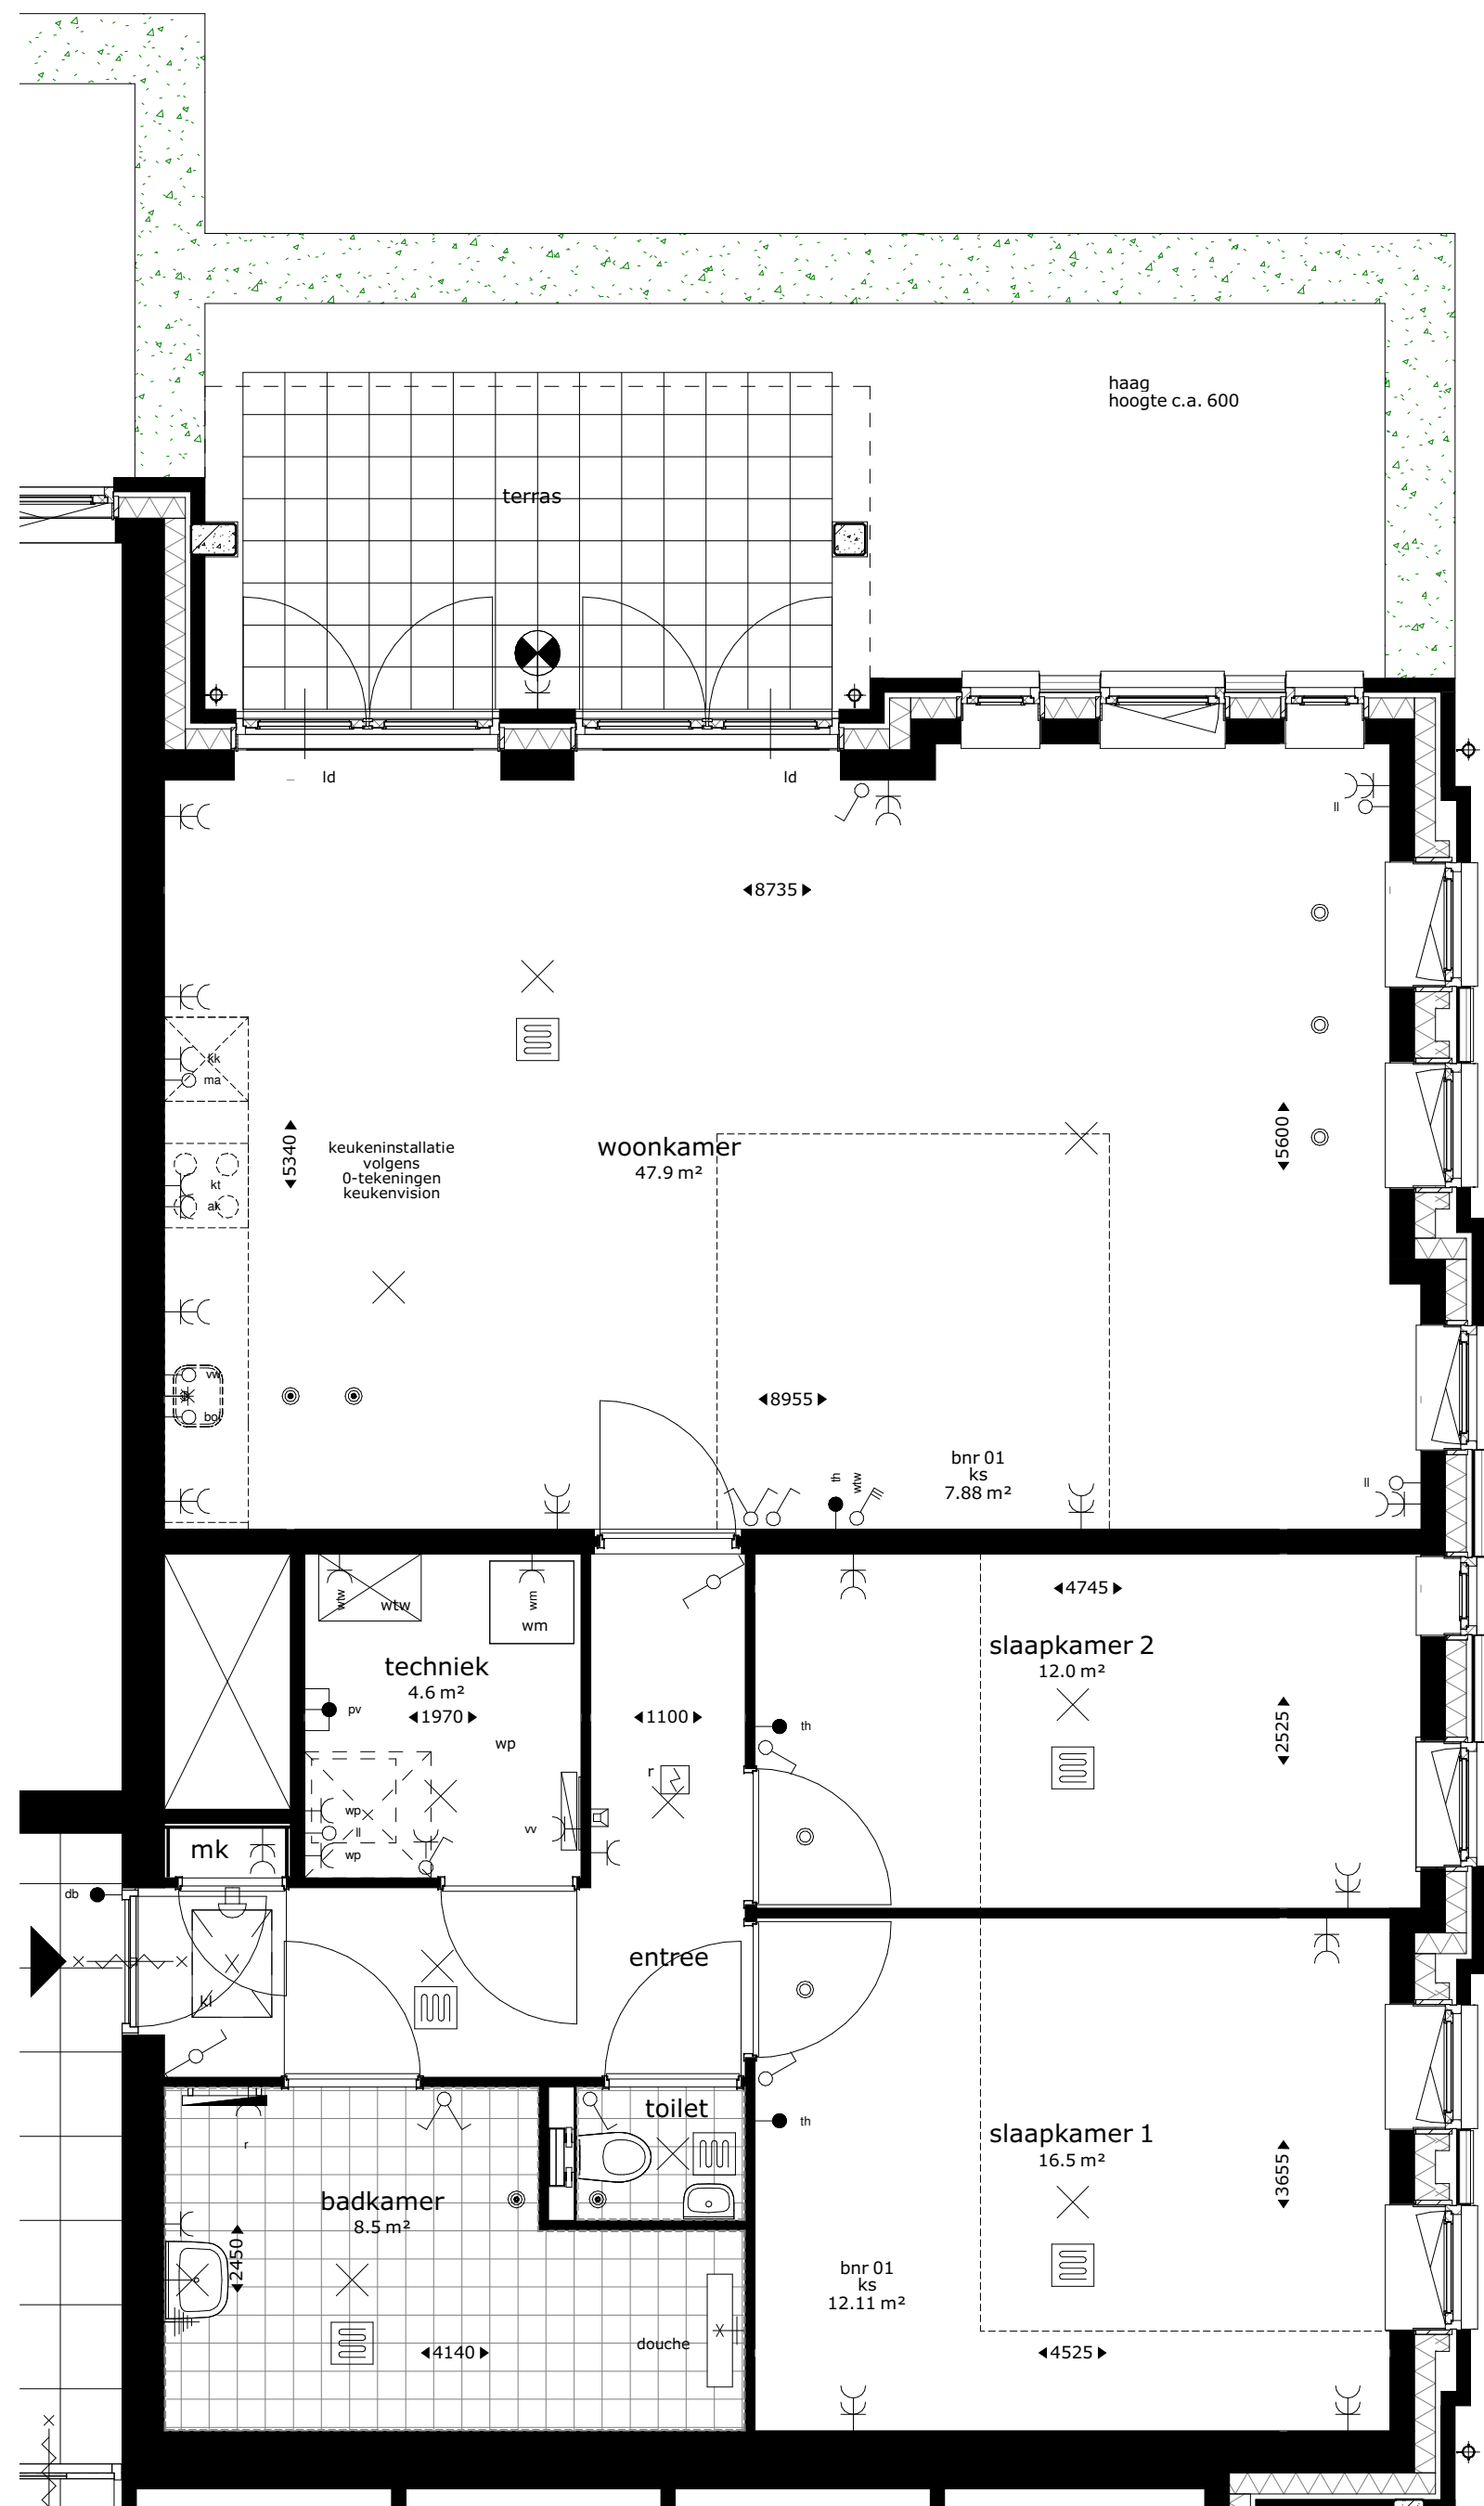 haag
hoogte c.a. 600
terras
ld
ld
ll
8735
kk
ma
5340
keukeninstallatie
volgens
0-tekeningen
keukenvision
kt
ak
woonkamer
47.9 m²
5600
vw
bo
8955
bnr 01
ks
7.88 m²
th
wtw
ll
wtw
wtw
wm
wm
techniek
4.6 m²
1970
pv
wp
wp
ll
wp
vv
1100
r
4745
slaapkamer 2
12.0 m²
2525
th
mk
db
kl
entree
toilet
r
badkamer
8.5 m²
2450
4140
douche
th
slaapkamer 1
16.5 m²
3655
bnr 01
ks
12.11 m²
4525